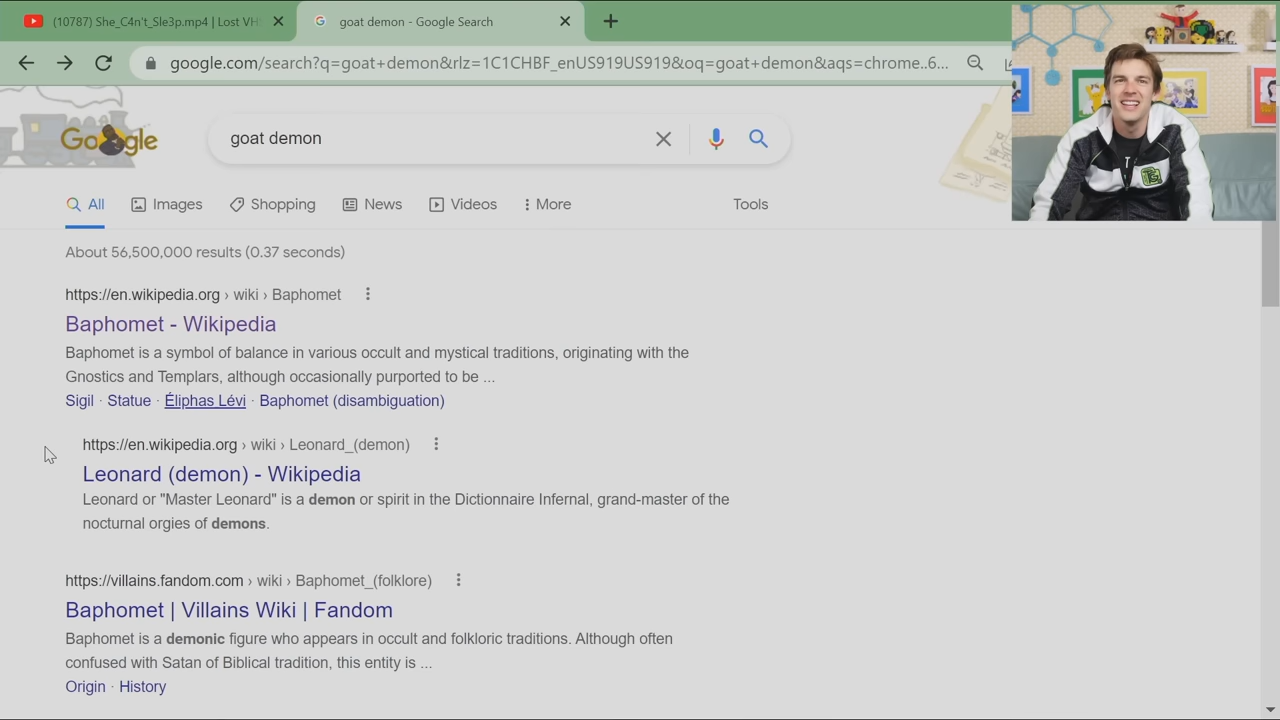 (10787) She_C4n't_Sle3p.mp4 | Lost VH
goat demon - Google Search
google.com/search?q=goat+demon&rlz=1C1CHBF_enUS919US919&oq=goat+demon&aqs=chrome..6...
Google
goat demon
All
Images
Shopping
News
Videos
More
Tools
About 56,500,000 results (0.37 seconds)
https://en.wikipedia.org › wiki › Baphomet
Baphomet - Wikipedia
Baphomet is a symbol of balance in various occult and mystical traditions, originating with the
Gnostics and Templars, although occasionally purported to be ...
Sigil · Statue · Éliphas Lévi · Baphomet (disambiguation)
https://en.wikipedia.org › wiki › Leonard_(demon)
Leonard (demon) - Wikipedia
Leonard or "Master Leonard" is a demon or spirit in the Dictionnaire Infernal, grand-master of the
nocturnal orgies of demons.
https://villains.fandom.com › wiki › Baphomet_(folklore)
Baphomet | Villains Wiki | Fandom
Baphomet is a demonic figure who appears in occult and folkloric traditions. Although often
confused with Satan of Biblical tradition, this entity is ...
Origin · History